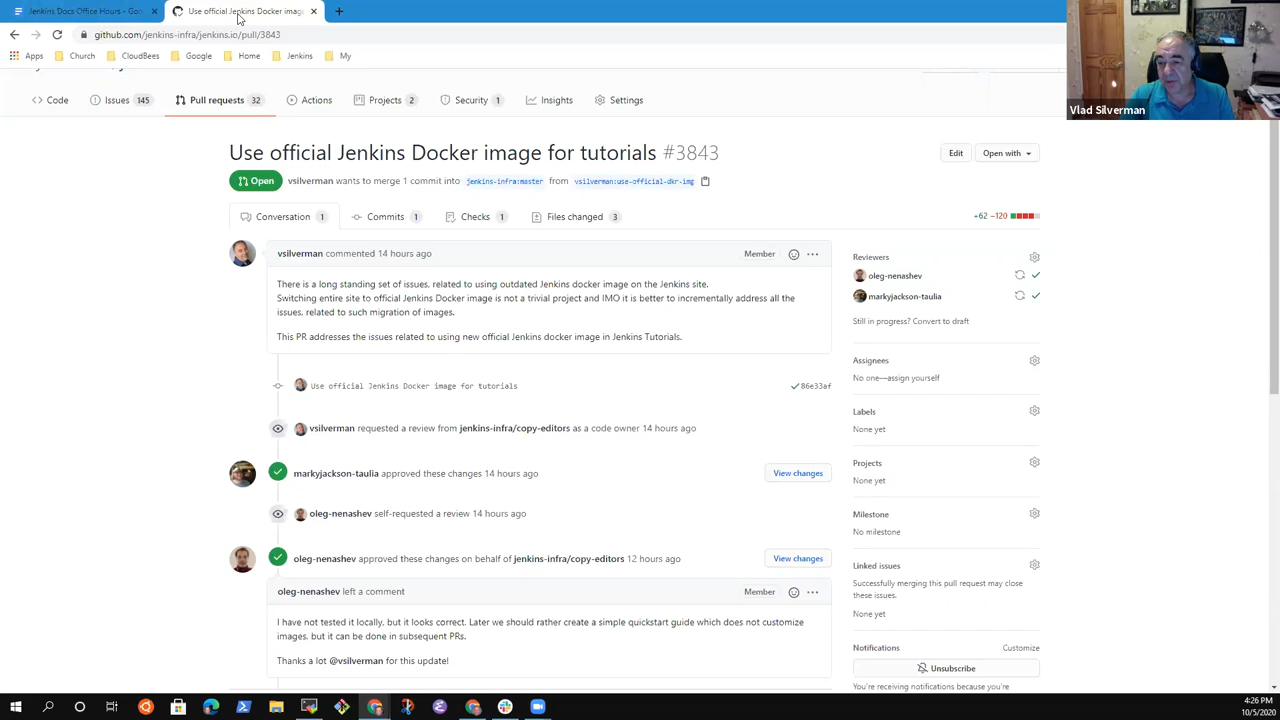 Jenkins Docs Office Hours - Goo
Use official Jenkins Docker imag
github.com/jenkins-infra/jenkins.io/pull/3843
Apps
Church
CloudBees
Google
Home
Jenkins
My
Vlad Silverman
Code
Issues 145
Pull requests 32
Actions
Projects 2
Security 1
Insights
Settings
Use official Jenkins Docker image for tutorials #3843
Edit
Open with
Open
vsilverman wants to merge 1 commit into jenkins-infra:master from vsilverman:use-official-dkr-img
Conversation 1
Commits 1
Checks 1
Files changed 3
+62 −120
vsilverman commented 14 hours ago
Member
There is a long standing set of issues, related to using outdated Jenkins docker image on the Jenkins site.
Switching entire site to official Jenkins Docker image is not a trivial project and IMO it is better to incrementally address all the
issues, related to such migration of images.
This PR addresses the issues related to using new official Jenkins docker image in Jenkins Tutorials.
Use official Jenkins Docker image for tutorials
86e33af
vsilverman requested a review from jenkins-infra/copy-editors as a code owner 14 hours ago
markyjackson-taulia approved these changes 14 hours ago
View changes
oleg-nenashev self-requested a review 14 hours ago
oleg-nenashev approved these changes on behalf of jenkins-infra/copy-editors 12 hours ago
View changes
oleg-nenashev left a comment
Member
I have not tested it locally, but it looks correct. Later we should rather create a simple quickstart guide which does not customize
images, but it can be done in subsequent PRs.
Thanks a lot @vsilverman for this update!
Reviewers
oleg-nenashev
markyjackson-taulia
Still in progress? Convert to draft
Assignees
No one—assign yourself
Labels
None yet
Projects
None yet
Milestone
No milestone
Linked issues
Successfully merging this pull request may close
these issues.
None yet
Notifications
Customize
Unsubscribe
You're receiving notifications because you're
4:26 PM
10/5/2020